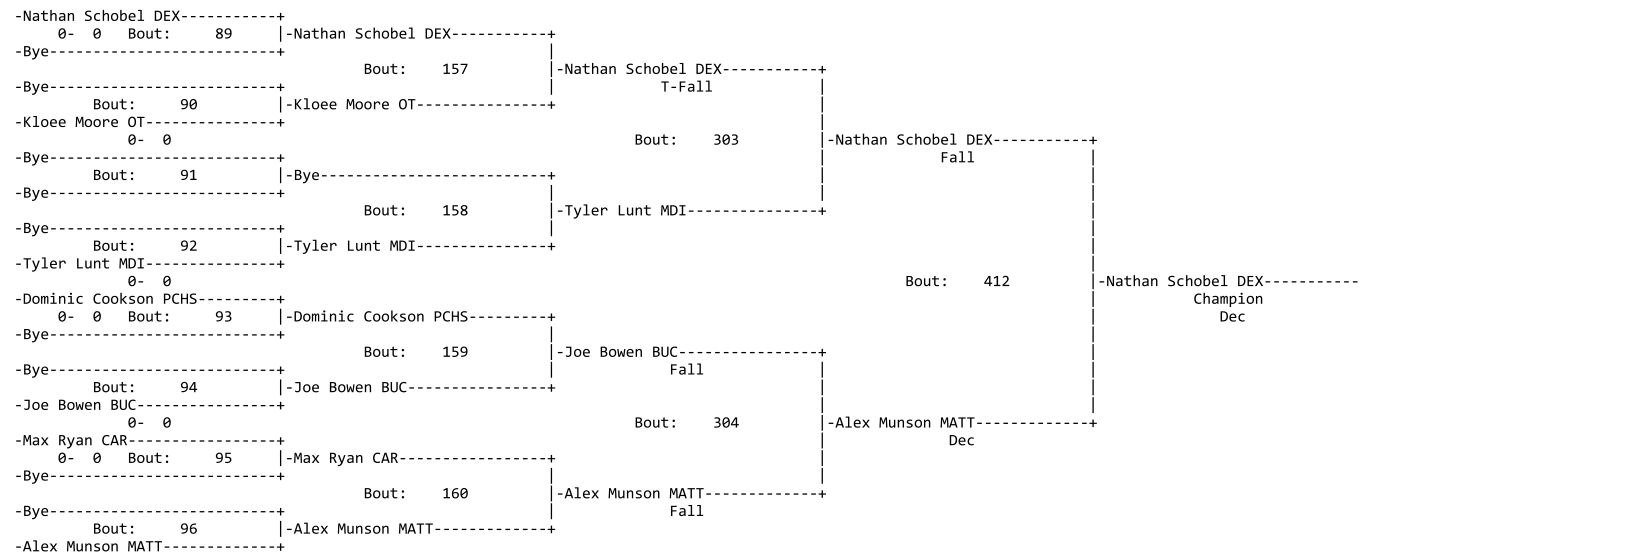 -Nathan Schobel DEX-----------+
0-  0   Bout:     89     |-Nathan Schobel DEX-----------+
-Bye--------------------------+                              |
Bout:    157          |-Nathan Schobel DEX-----------+
-Bye--------------------------+                              |            T-Fall            |
Bout:     90         |-Kloee Moore OT---------------+                              |
-Kloee Moore OT---------------+                                                             |
0-  0                                                     Bout:    303         |-Nathan Schobel DEX-----------+
-Bye--------------------------+                                                             |             Fall             |
Bout:     91         |-Bye--------------------------+                              |                              |
-Bye--------------------------+                              |                              |                              |
Bout:    158          |-Tyler Lunt MDI---------------+                              |
-Bye--------------------------+                              |                                                             |
Bout:     92         |-Tyler Lunt MDI---------------+                                                             |
-Tyler Lunt MDI---------------+                                                                                            |
0-  0                                                                                    Bout:    412         |-Nathan Schobel DEX-----------
-Dominic Cookson PCHS---------+                                                                                            |           Champion
0-  0   Bout:     93     |-Dominic Cookson PCHS---------+                                                             |              Dec
-Bye--------------------------+                              |                                                             |
Bout:    159          |-Joe Bowen BUC----------------+                              |
-Bye--------------------------+                              |             Fall             |                              |
Bout:     94         |-Joe Bowen BUC----------------+                              |                              |
-Joe Bowen BUC----------------+                                                             |                              |
0-  0                                                     Bout:    304         |-Alex Munson MATT-------------+
-Max Ryan CAR-----------------+                                                             |              Dec
0-  0   Bout:     95     |-Max Ryan CAR-----------------+                              |
-Bye--------------------------+                              |                              |
Bout:    160          |-Alex Munson MATT-------------+
-Bye--------------------------+                              |             Fall
Bout:     96         |-Alex Munson MATT-------------+
-Alex Munson MATT-------------+